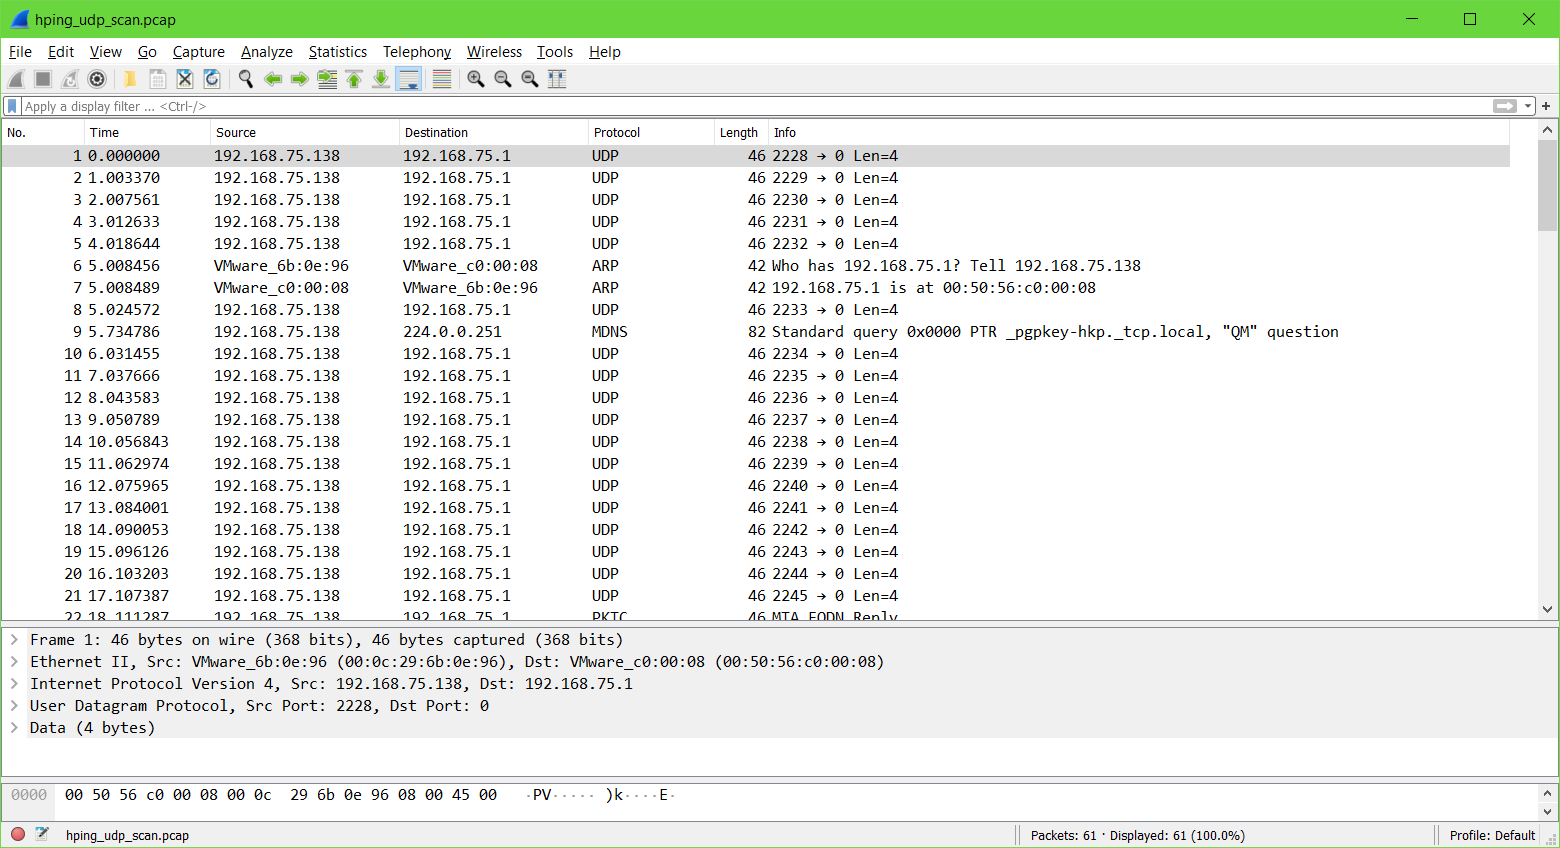 hping_udp_scan.pcap
File Edit View Go Capture Analyze Statistics Telephony Wireless Tools Help
Apply a display filter ... <Ctrl-/>
No. Time Source Destination Protocol Length Info
1 0.000000 192.168.75.138 192.168.75.1 UDP 46 2228 → 0 Len=4
2 1.003370 192.168.75.138 192.168.75.1 UDP 46 2229 → 0 Len=4
3 2.007561 192.168.75.138 192.168.75.1 UDP 46 2230 → 0 Len=4
4 3.012633 192.168.75.138 192.168.75.1 UDP 46 2231 → 0 Len=4
5 4.018644 192.168.75.138 192.168.75.1 UDP 46 2232 → 0 Len=4
6 5.008456 VMware_6b:0e:96 VMware_c0:00:08 ARP 42 Who has 192.168.75.1? Tell 192.168.75.138
7 5.008489 VMware_c0:00:08 VMware_6b:0e:96 ARP 42 192.168.75.1 is at 00:50:56:c0:00:08
8 5.024572 192.168.75.138 192.168.75.1 UDP 46 2233 → 0 Len=4
9 5.734786 192.168.75.138 224.0.0.251 MDNS 82 Standard query 0x0000 PTR _pgpkey-hkp._tcp.local, "QM" question
10 6.031455 192.168.75.138 192.168.75.1 UDP 46 2234 → 0 Len=4
11 7.037666 192.168.75.138 192.168.75.1 UDP 46 2235 → 0 Len=4
12 8.043583 192.168.75.138 192.168.75.1 UDP 46 2236 → 0 Len=4
13 9.050789 192.168.75.138 192.168.75.1 UDP 46 2237 → 0 Len=4
14 10.056843 192.168.75.138 192.168.75.1 UDP 46 2238 → 0 Len=4
15 11.062974 192.168.75.138 192.168.75.1 UDP 46 2239 → 0 Len=4
16 12.075965 192.168.75.138 192.168.75.1 UDP 46 2240 → 0 Len=4
17 13.084001 192.168.75.138 192.168.75.1 UDP 46 2241 → 0 Len=4
18 14.090053 192.168.75.138 192.168.75.1 UDP 46 2242 → 0 Len=4
19 15.096126 192.168.75.138 192.168.75.1 UDP 46 2243 → 0 Len=4
20 16.103203 192.168.75.138 192.168.75.1 UDP 46 2244 → 0 Len=4
21 17.107387 192.168.75.138 192.168.75.1 UDP 46 2245 → 0 Len=4
22 18.111287 192.168.75.138 192.168.75.1 PKTC 46 MTA FQDN Reply
Frame 1: 46 bytes on wire (368 bits), 46 bytes captured (368 bits)
Ethernet II, Src: VMware_6b:0e:96 (00:0c:29:6b:0e:96), Dst: VMware_c0:00:08 (00:50:56:c0:00:08)
Internet Protocol Version 4, Src: 192.168.75.138, Dst: 192.168.75.1
User Datagram Protocol, Src Port: 2228, Dst Port: 0
Data (4 bytes)
0000 00 50 56 c0 00 08 00 0c 29 6b 0e 96 08 00 45 00 ·PV····· )k····E·
hping_udp_scan.pcap Packets: 61 · Displayed: 61 (100.0%) Profile: Default